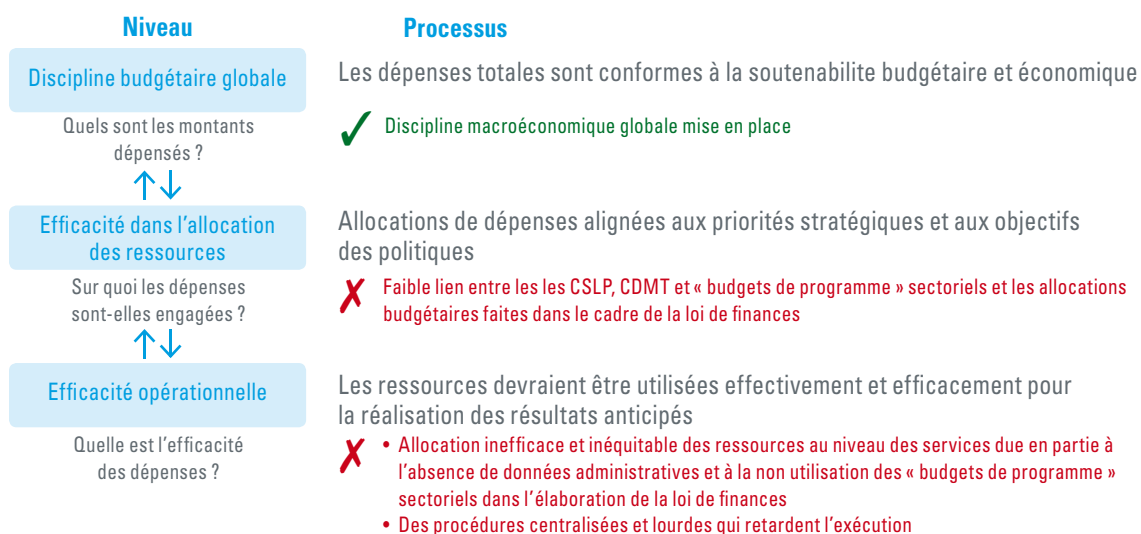 Niveau
Processus
Discipline budgétaire globale
Les dépenses totales sont conformes à la soutenabilite budgétaire et économique
Quels sont les montants
dépensés ?
Discipline macroéconomique globale mise en place
Efficacité dans l'allocation
des ressources
Allocations de dépenses alignées aux priorités stratégiques et aux objectifs
des politiques
Sur quoi les dépenses
sont-elles engagées ?
Faible lien entre les les CSLP, CDMT et « budgets de programme » sectoriels et les allocations
budgétaires faites dans le cadre de la loi de finances
Efficacité opérationnelle
Les ressources devraient être utilisées effectivement et efficacement pour
la réalisation des résultats anticipés
Quelle est l'efficacité
des dépenses ?
• Allocation inefficace et inéquitable des ressources au niveau des services due en partie à
l'absence de données administratives et à la non utilisation des « budgets de programme »
sectoriels dans l'élaboration de la loi de finances
• Des procédures centralisées et lourdes qui retardent l'exécution